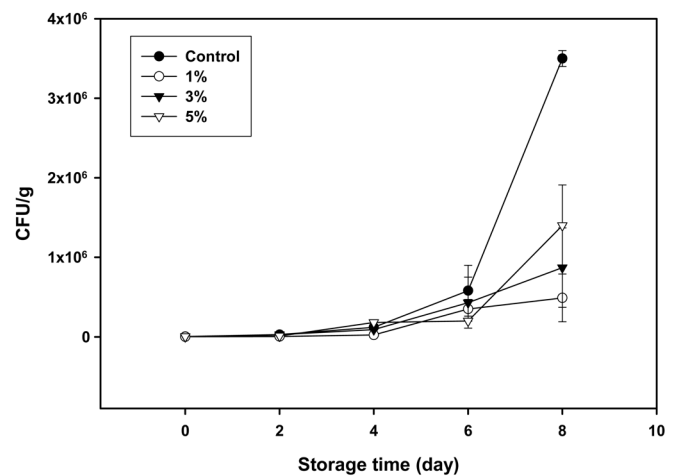 4x10⁶
3x10⁶
2x10⁶
1x10⁶
0
CFU/g
Control
1%
3%
5%
0 2 4 6 8 10
Storage time (day)